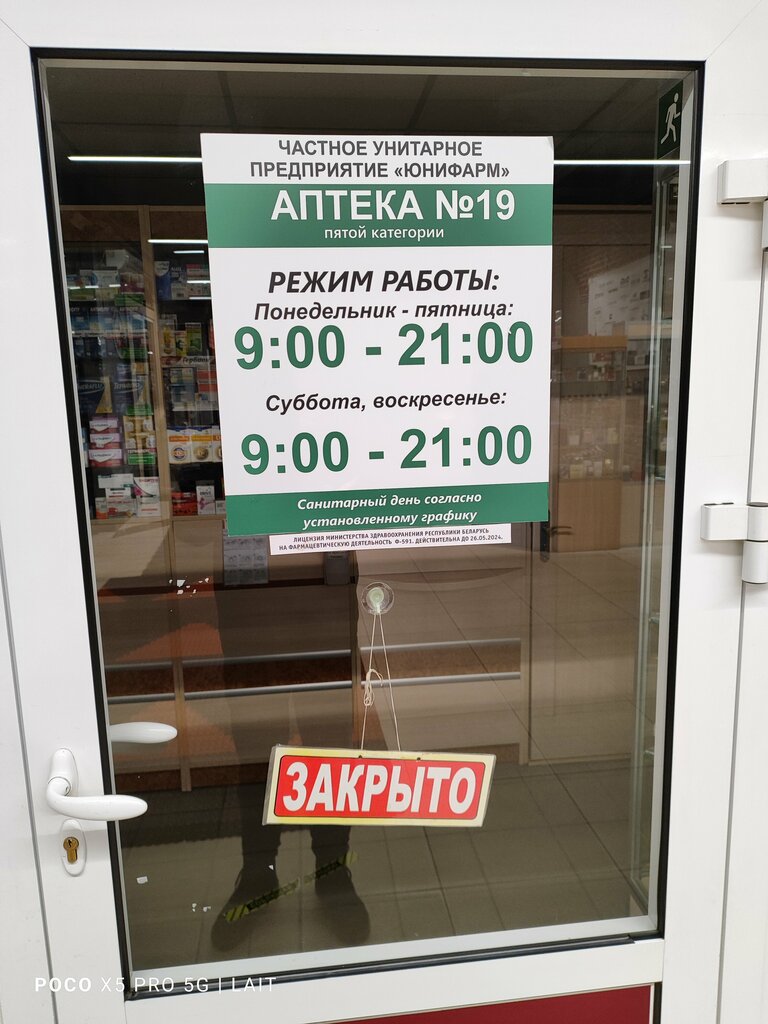 ЧАСТНОЕ УНИТАРНОЕ
ПРЕДПРИЯТИЕ «ЮНИФАРМ»
АПТЕКА №19
пятой категории
РЕЖИМ РАБОТЫ:
Понедельник - пятница:
9:00 - 21:00
Суббота, воскресенье:
9:00 - 21:00
Санитарный день согласно
установленному графику
ЛИЦЕНЗИЯ МИНИСТЕРСТВА ЗДРАВООХРАНЕНИЯ РЕСПУБЛИКИ БЕЛАРУСЬ
НА ФАРМАЦЕВТИЧЕСКУЮ ДЕЯТЕЛЬНОСТЬ Ф-591. ДЕЙСТВИТЕЛЬНА ДО 26.05.2024.
ЗАКРЫТО
POCO X5 PRO 5G | LAIT